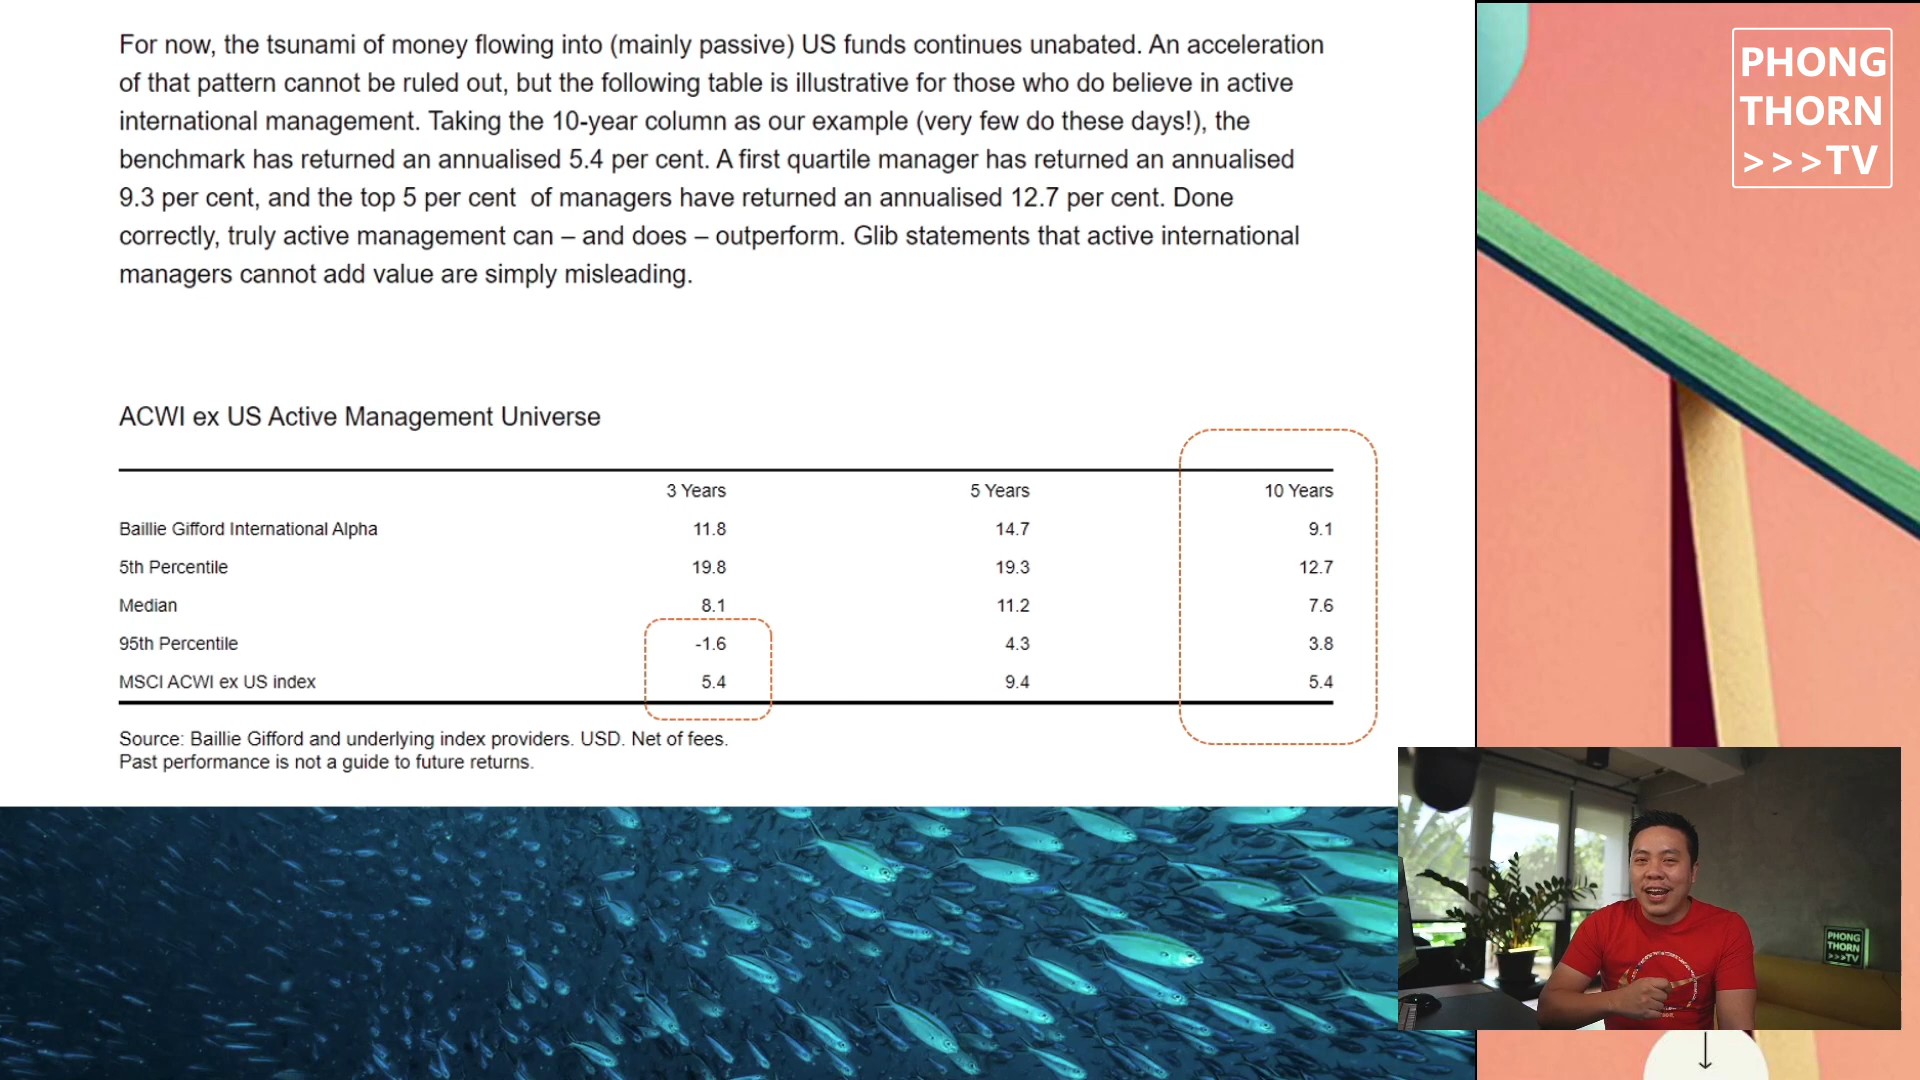 For now, the tsunami of money flowing into (mainly passive) US funds continues unabated. An acceleration
of that pattern cannot be ruled out, but the following table is illustrative for those who do believe in active
international management. Taking the 10-year column as our example (very few do these days!), the
benchmark has returned an annualised 5.4 per cent. A first quartile manager has returned an annualised
9.3 per cent, and the top 5 per cent  of managers have returned an annualised 12.7 per cent. Done
correctly, truly active management can – and does – outperform. Glib statements that active international
managers cannot add value are simply misleading.
PHONG
THORN
>>>TV
ACWI ex US Active Management Universe
3 Years 5 Years 10 Years
Baillie Gifford International Alpha 11.8 14.7 9.1
5th Percentile 19.8 19.3 12.7
Median 8.1 11.2 7.6
95th Percentile -1.6 4.3 3.8
MSCI ACWI ex US index 5.4 9.4 5.4
Source: Baillie Gifford and underlying index providers. USD. Net of fees.
Past performance is not a guide to future returns.
PHONG
THORN
>>>TV